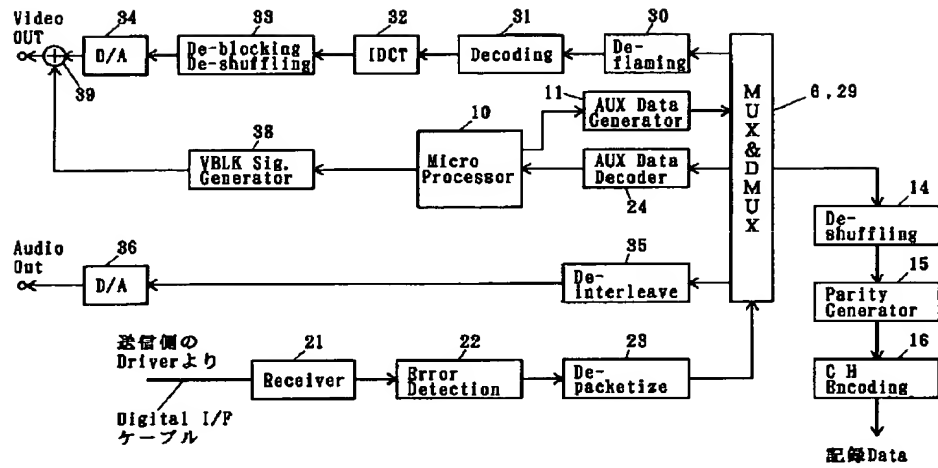 Video
OUT
34
33
32
31
30
D/A
De-blocking
De-shuffling
IDCT
Decoding
De-
flaming
39
11
6,29
AUX Data
Generator
10
38
VBLK Sig.
Generator
Micro
Processor
AUX Data
Decoder
24
MUX&DMUX
14
De-
shuffling
Audio
Out
36
D/A
35
De-
interleave
15
Parity
Generator
送信側の
Driverより
21
Receiver
22
Error
Detection
23
De-
packetize
16
C H
Encoding
Digital I/F
ケーブル
記録Data